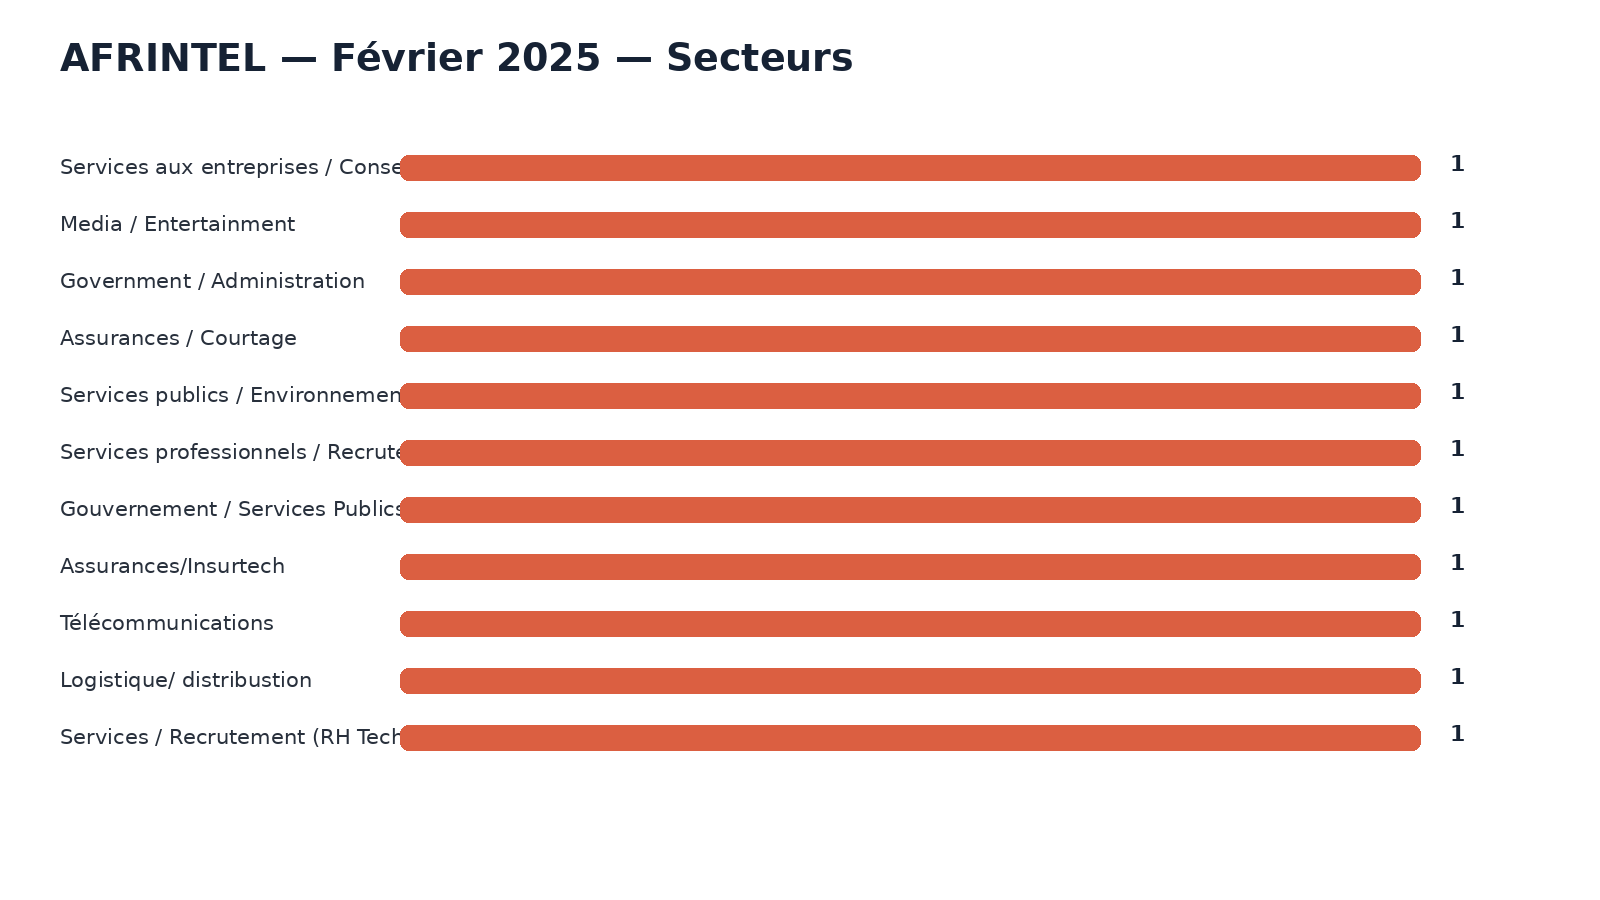 AFRINTEL — Février 2025 — Secteurs
Services aux entreprises / Conse 1
Media / Entertainment 1
Government / Administration 1
Assurances / Courtage 1
Services publics / Environnemen 1
Services professionnels / Recrute 1
Gouvernement / Services Publics 1
Assurances/Insurtech 1
Télécommunications 1
Logistique/ distribustion 1
Services / Recrutement (RH Tech 1